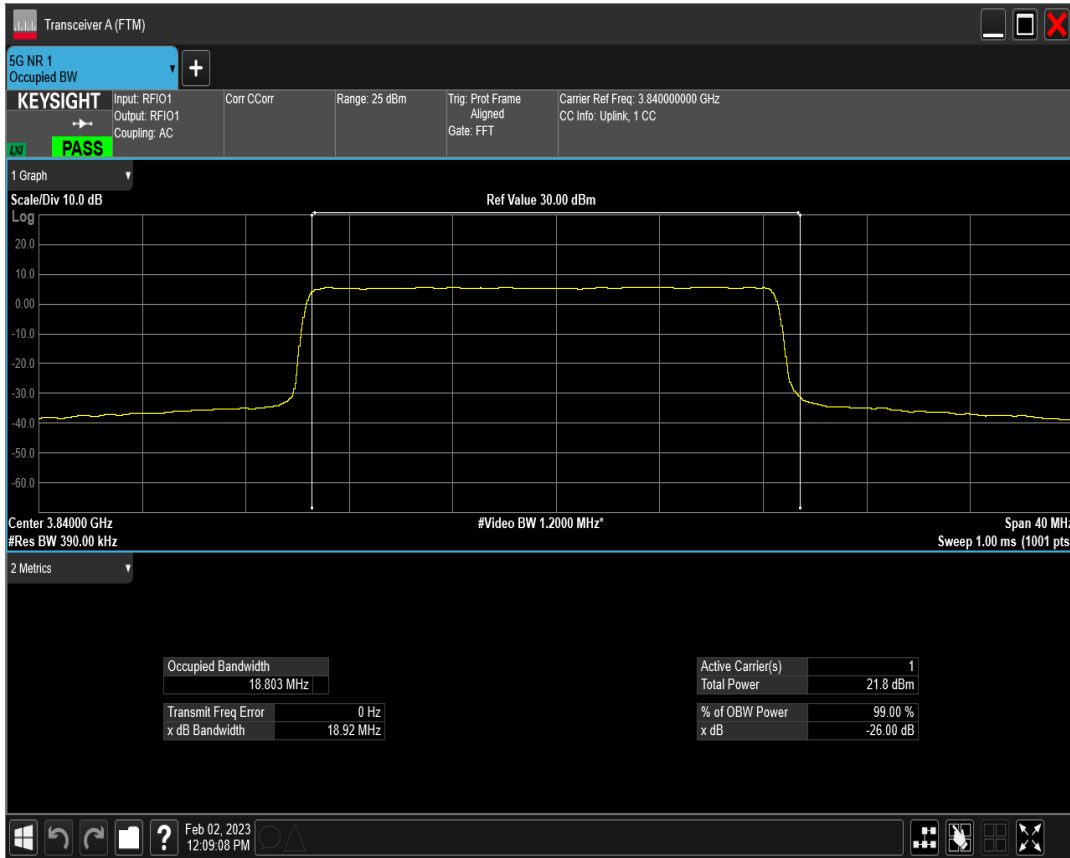 Transceiver A (FTM)
5G NR 1
Occupied BW
+
KEYSIGHT
LXI
PASS
Input: RFIO1
Output: RFIO1
Coupling: AC
Corr CCorr
Range: 25 dBm
Trig: Prot Frame
Aligned
Gate: FFT
Carrier Ref Freq: 3.840000000 GHz
CC Info: Uplink, 1 CC
1 Graph
Scale/Div 10.0 dB
Ref Value 30.00 dBm
Log
20.0
10.0
0.00
-10.0
-20.0
-30.0
-40.0
-50.0
-60.0
Center 3.84000 GHz
#Video BW 1.2000 MHz*
Span 40 MHz
#Res BW 390.00 kHz
Sweep 1.00 ms (1001 pts
2 Metrics
Occupied Bandwidth
18.803 MHz
Transmit Freq Error 0 Hz
x dB Bandwidth 18.92 MHz
Active Carrier(s) 1
Total Power 21.8 dBm
% of OBW Power 99.00 %
x dB -26.00 dB
?
Feb 02, 2023
12:09:08 PM